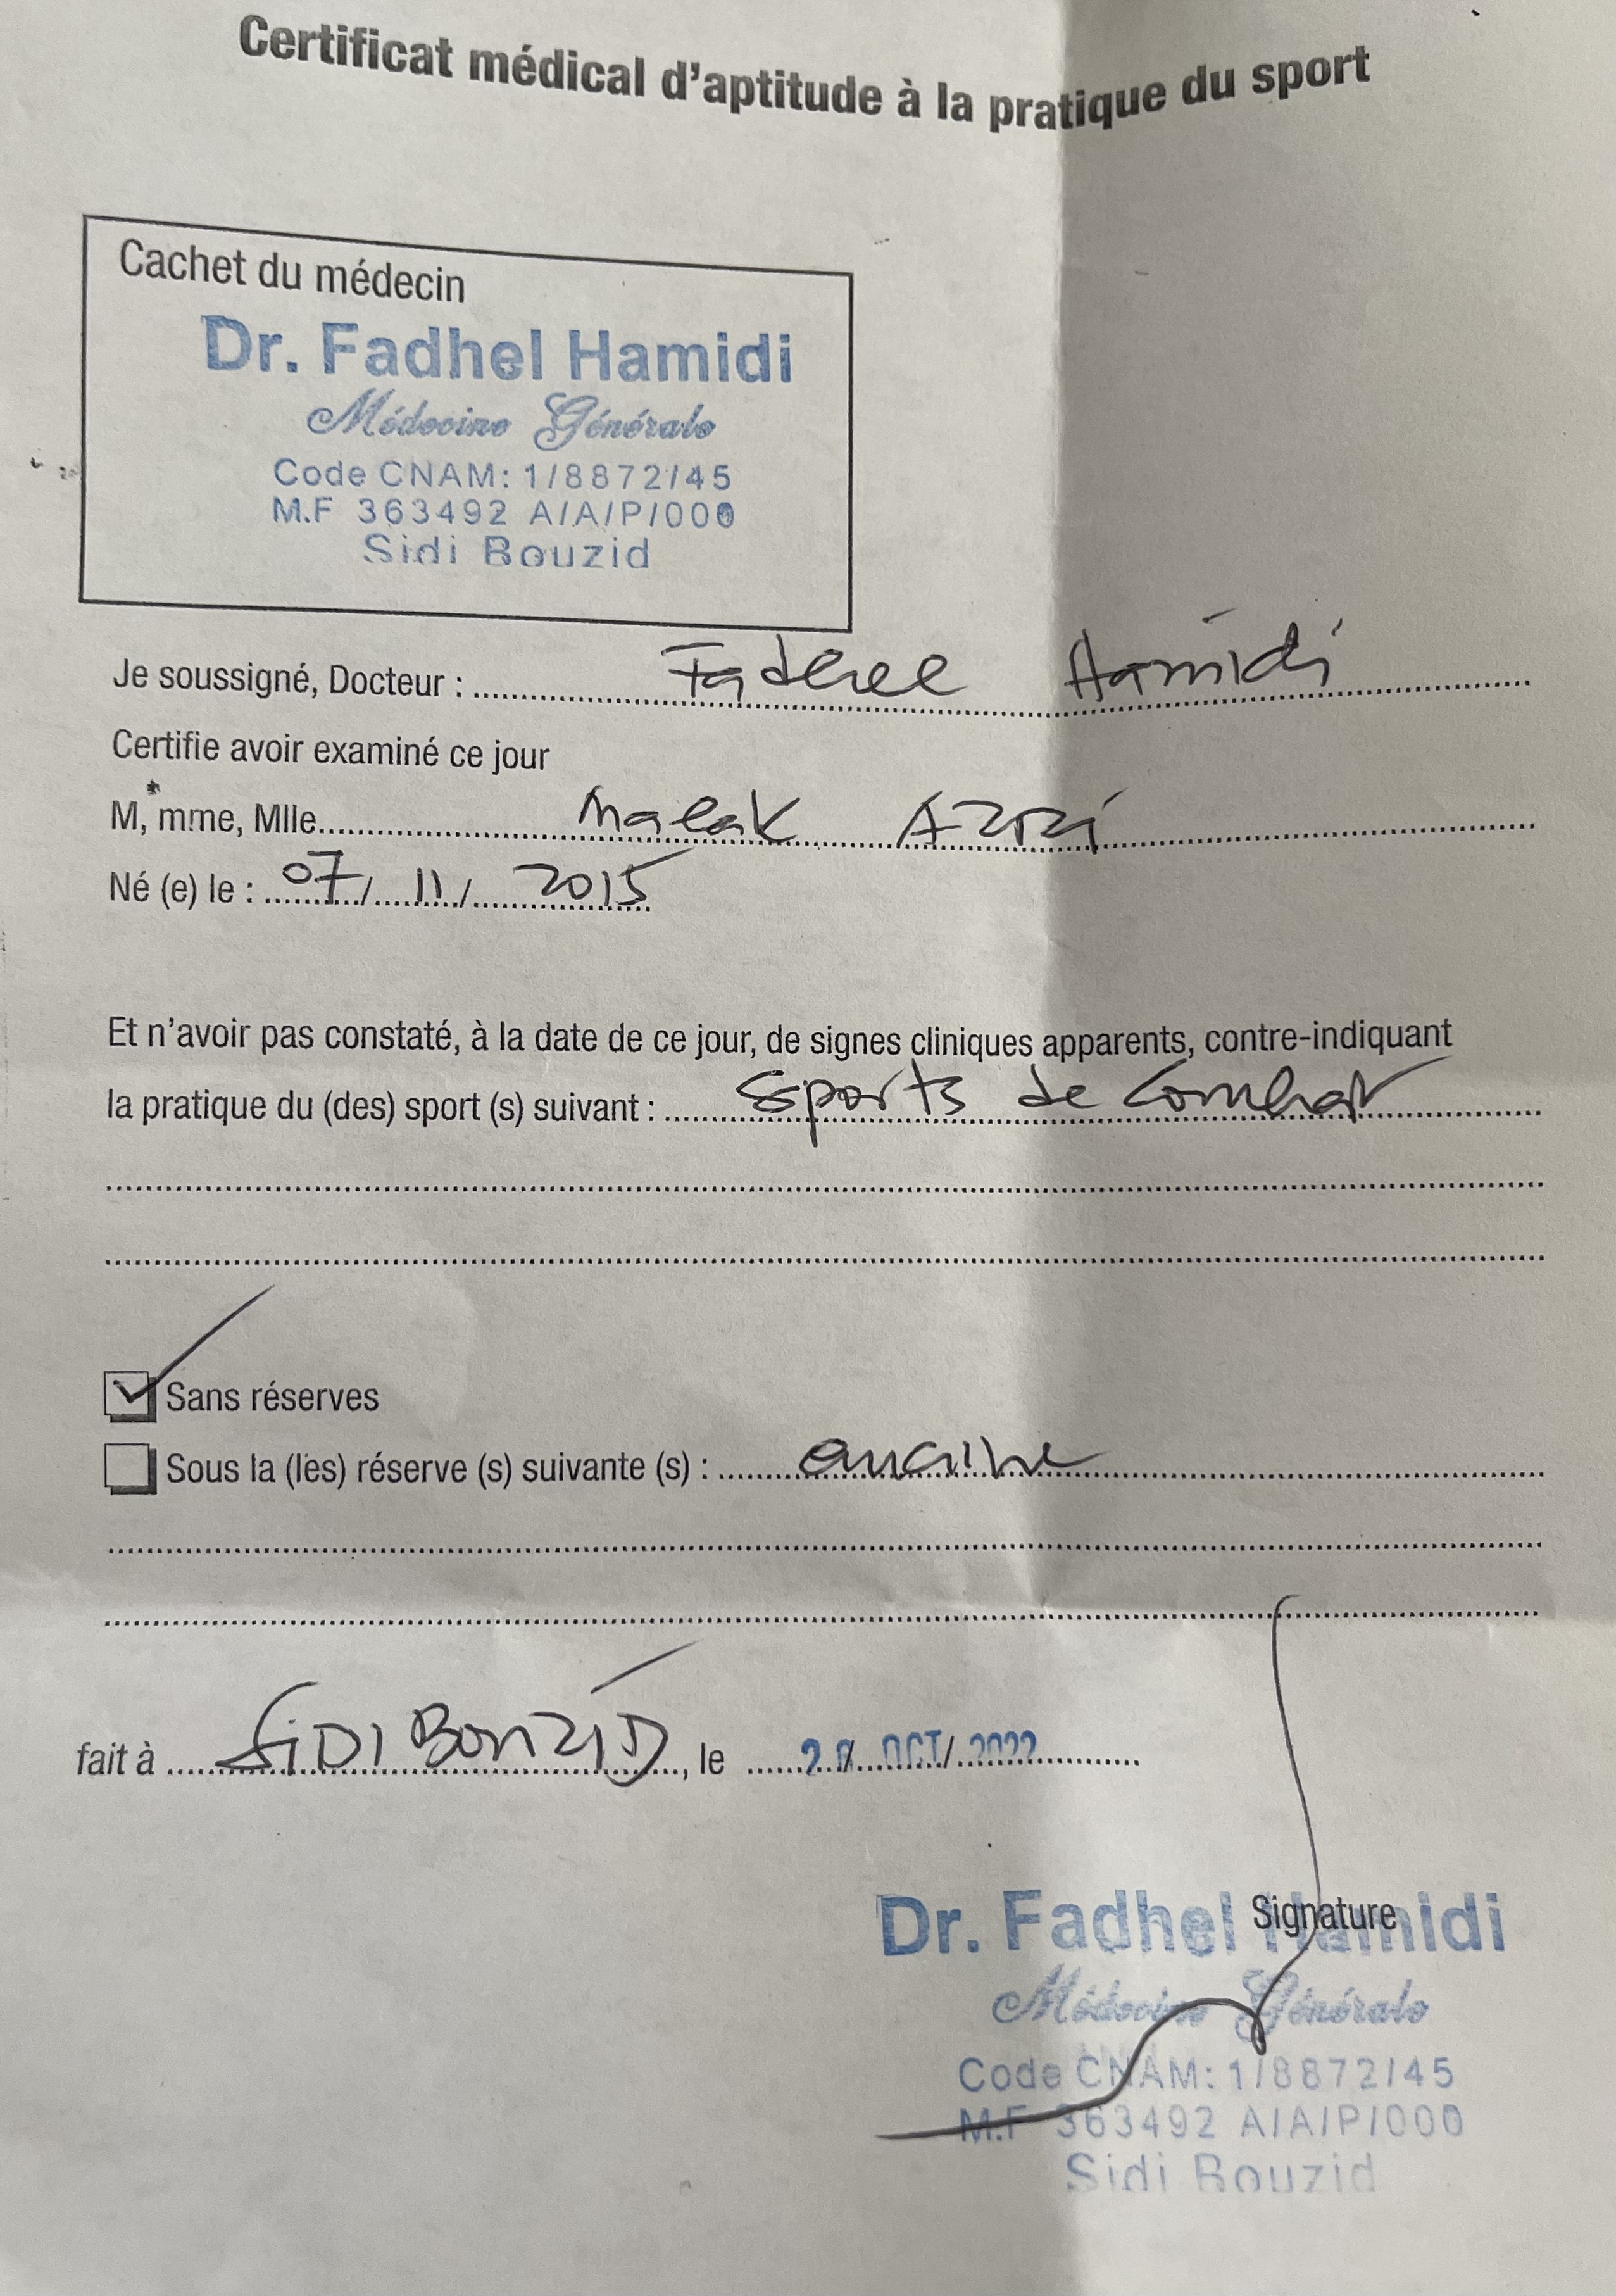 Certificat médical d'aptitude à la pratique du sport
Cachet du médecin
Dr. Fadhel Hamidi
Médecine Générale
Code CNAM: 1/8872/45
M.F 363492 A/A/P/000
Sidi Bouzid
Je soussigné, Docteur : Fadhel Hamidi
Certifie avoir examiné ce jour
M, mme, Mlle Malak
Né (e) le : 07/ 11/ 2015
Et n'avoir pas constaté, à la date de ce jour, de signes cliniques apparents, contre-indiquant
la pratique du (des) sport (s) suivant : Sports de Combat
Sans réserves
Sous la (les) réserve (s) suivante (s) :
fait à SIDI BOUZID, le / OCT/ 2022
Signature
Dr. Fadhel Hamidi
Médecine Générale
Code CNAM: 1/8872/45
M.F 363492 A/A/P/000
Sidi Bouzid